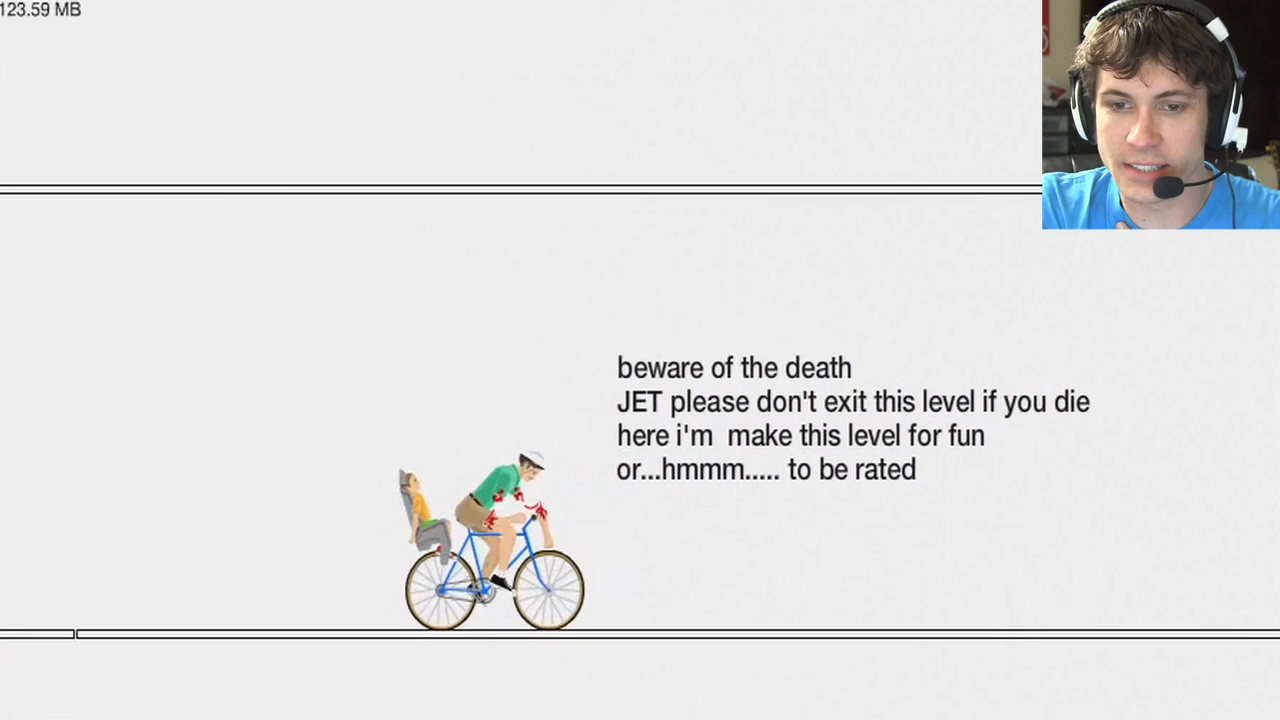 123.59 MB
beware of the death
JET please don't exit this level if you die
here i'm  make this level for fun
or...hmmm..... to be rated